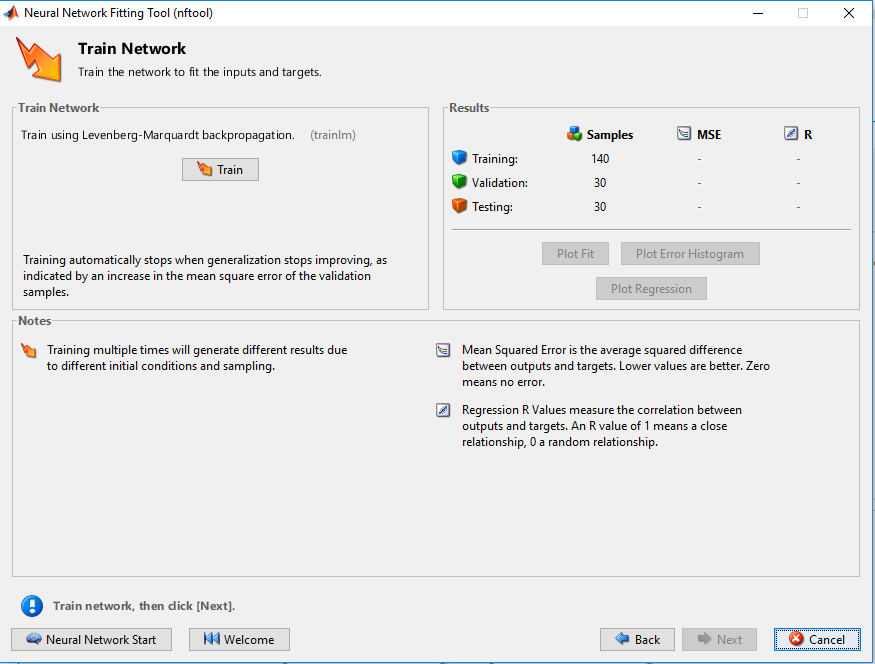 Neural Network Fitting Tool (nftool)
Train Network
Train the network to fit the inputs and targets.
Train Network
Train using Levenberg-Marquardt backpropagation. (trainlm)
Train
Training automatically stops when generalization stops improving, as
indicated by an increase in the mean square error of the validation
samples.
Results
Samples MSE R
Training: 140 - -
Validation: 30 - -
Testing: 30 - -
Plot Fit Plot Error Histogram
Plot Regression
Notes
Training multiple times will generate different results due
to different initial conditions and sampling.
Mean Squared Error is the average squared difference
between outputs and targets. Lower values are better. Zero
means no error.
Regression R Values measure the correlation between
outputs and targets. An R value of 1 means a close
relationship, 0 a random relationship.
Train network, then click [Next].
Neural Network Start Welcome Back Next Cancel